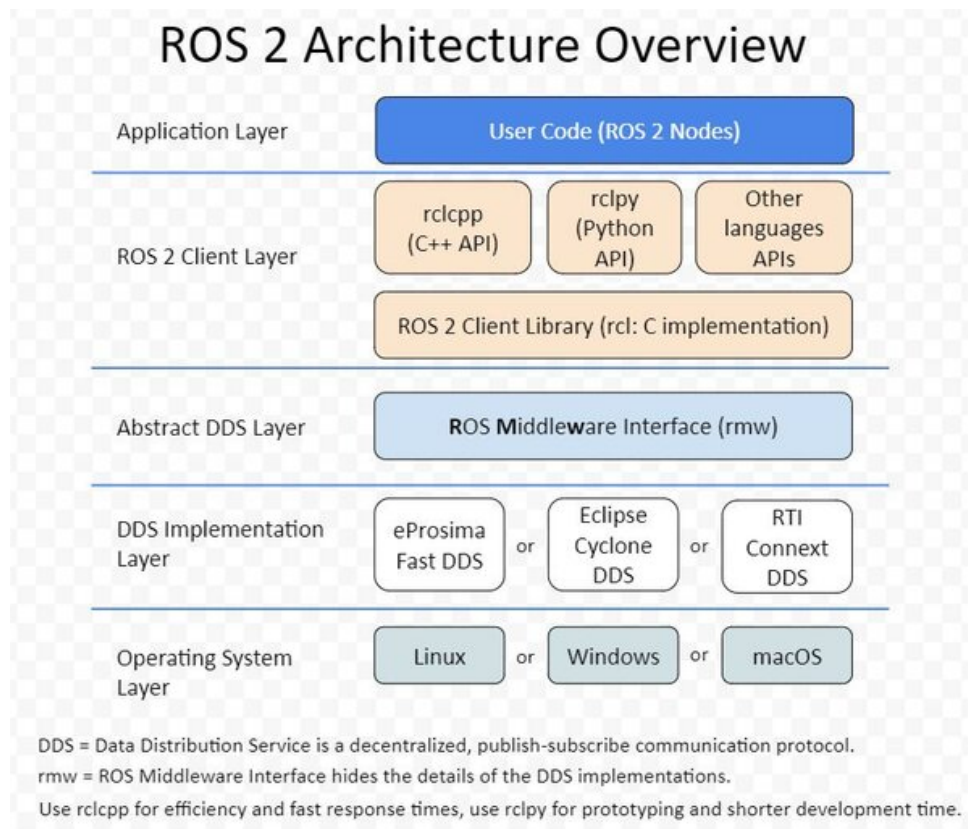 ROS 2 Architecture Overview
Application Layer
User Code (ROS 2 Nodes)
ROS 2 Client Layer
rclcpp
(C++ API)
rclpy
(Python
API)
Other
languages
APIs
ROS 2 Client Library (rcl: C implementation)
Abstract DDS Layer
ROS Middleware Interface (rmw)
DDS Implementation
Layer
eProsima
Fast DDS
or
Eclipse
Cyclone
DDS
or
RTI
Connext
DDS
Operating System
Layer
Linux
or
Windows
or
macOS
DDS = Data Distribution Service is a decentralized, publish-subscribe communication protocol.
rmw = ROS Middleware Interface hides the details of the DDS implementations.
Use rclcpp for efficiency and fast response times, use rclpy for prototyping and shorter development time.